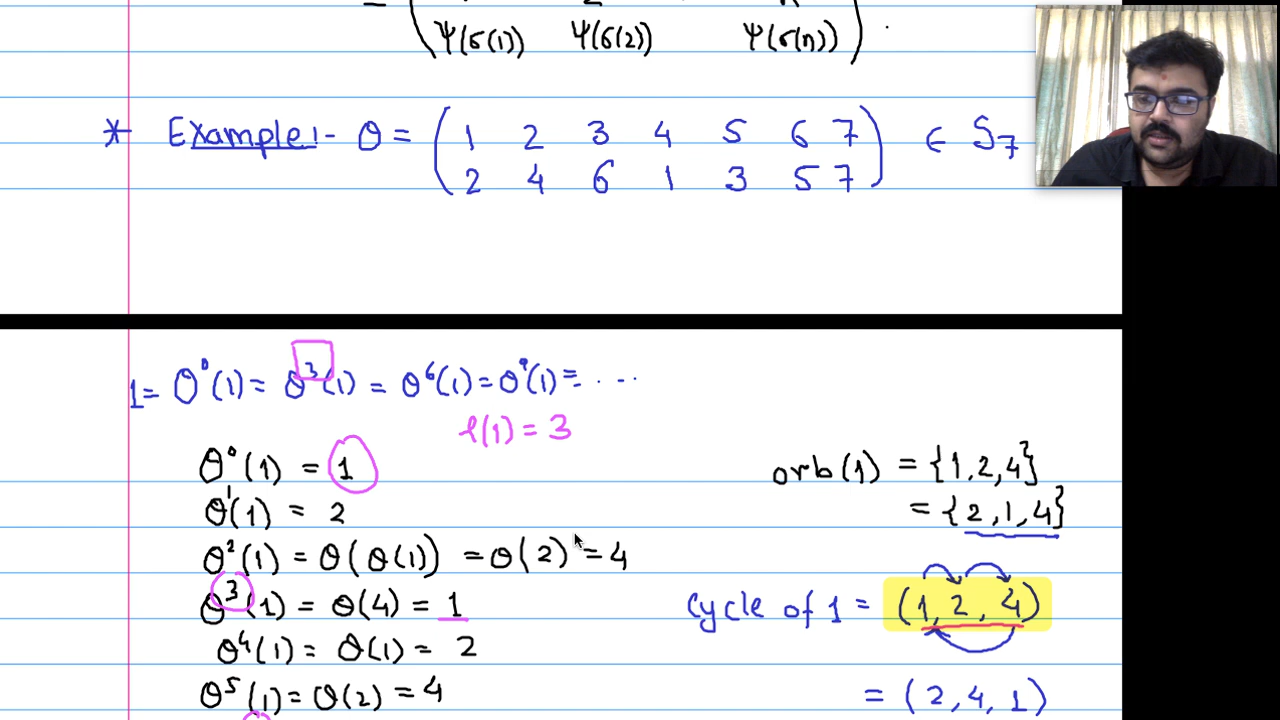 Ψ(σ(1)) Ψ(σ(2)) Ψ(σ(n))
* Example:- θ = (1 2 3 4 5 6 7
2 4 6 1 3 5 7) ∈ S₇
1 = θ⁰(1) = θ³(1) = θ⁶(1) = θ⁹(1) = ...
l(1) = 3
θ⁰(1) = 1
orb(1) = {1,2,4}
θ¹(1) = 2
= {2,1,4}
θ²(1) = θ(θ(1)) = θ(2) = 4
θ³(1) = θ(4) = 1
Cycle of 1 = (1,2,4)
θ⁴(1) = θ(1) = 2
θ⁵(1) = θ(2) = 4
= (2,4,1)